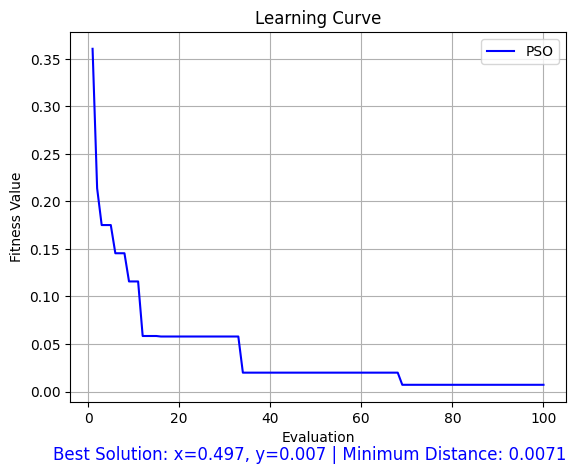 Learning Curve
PSO
Fitness Value
0.35
0.30
0.25
0.20
0.15
0.10
0.05
0.00
0 20 40 60 80 100
Evaluation
Best Solution: x=0.497, y=0.007 | Minimum Distance: 0.0071